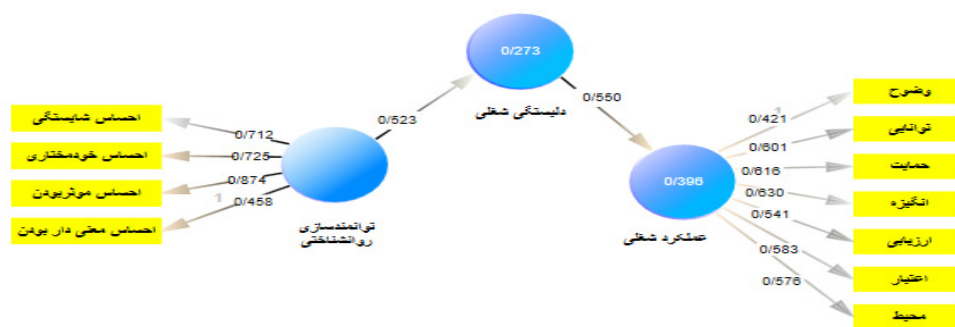 0/273
دلبستگی شغلی
0/523
0/550
احساس شایستگی
احساس خودمختاری
احساس موثربودن
احساس معنی دار بودن
0/712
0/725
0/874
0/458
1
توانمندسازی
روانشناختی
0/396
عملکرد شغلی
1
0/421
0/601
0/616
0/630
0/541
0/583
0/576
وضوح
توانایی
حمایت
انگیزه
ارزیابی
اعتبار
محیط